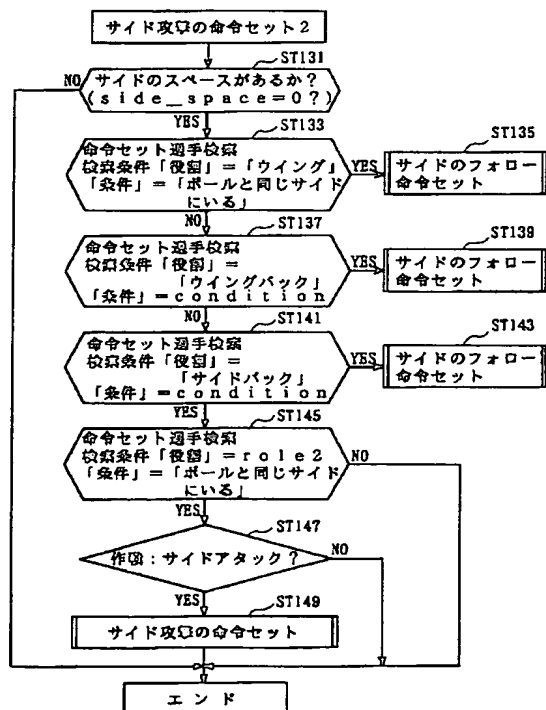 サイド攻撃の命令セット2
ST131
NO
サイドのスペースがあるか?
(side_space=0?)
YES
ST133
命令セット選手検索
検索条件「役割」=「ウイング」
「条件」=「ボールと同じサイド
にいる」
YES
ST135
サイドのフォロー
命令セット
NO
ST137
命令セット選手検索
検索条件「役割」=
「ウイングバック」
「条件」=condition
YES
ST139
サイドのフォロー
命令セット
NO
ST141
命令セット選手検索
検索条件「役割」=
「サイドバック」
「条件」=condition
YES
ST143
サイドのフォロー
命令セット
YES
ST145
命令セット選手検索
検索条件「役割」=role2
「条件」=「ボールと同じサイド
にいる」
NO
YES
ST147
作戦:サイドアタック?
NO
YES
ST149
サイド攻撃の命令セット
エンド